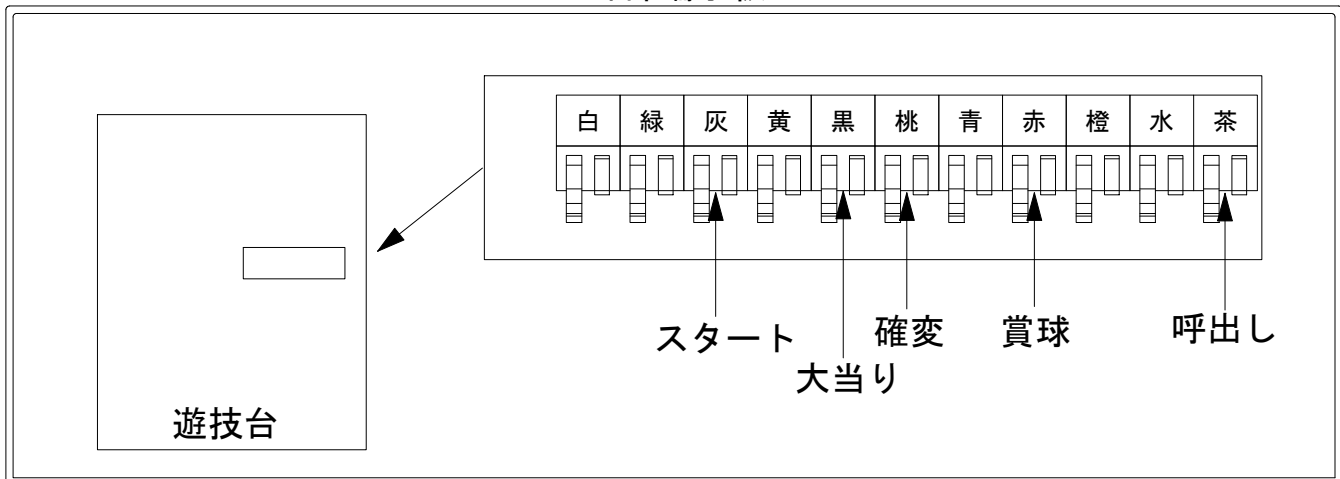 白 緑 灰 黄 黒 桃 青 赤 橙 水 茶
スタート 大当り 確変 賞球 呼出し
遊技台